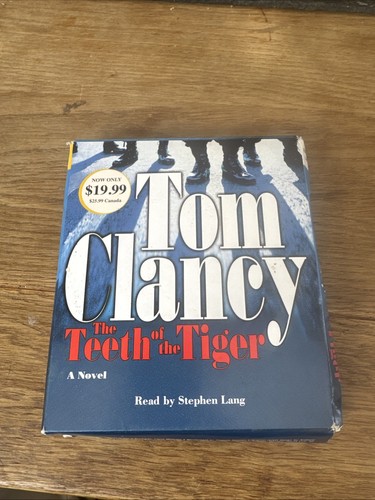 NOW ONLY
$19.99
$25.99 Canada
Tom
Clancy
The
Teeth of the Tiger
A Novel
Read by Stephen Lang